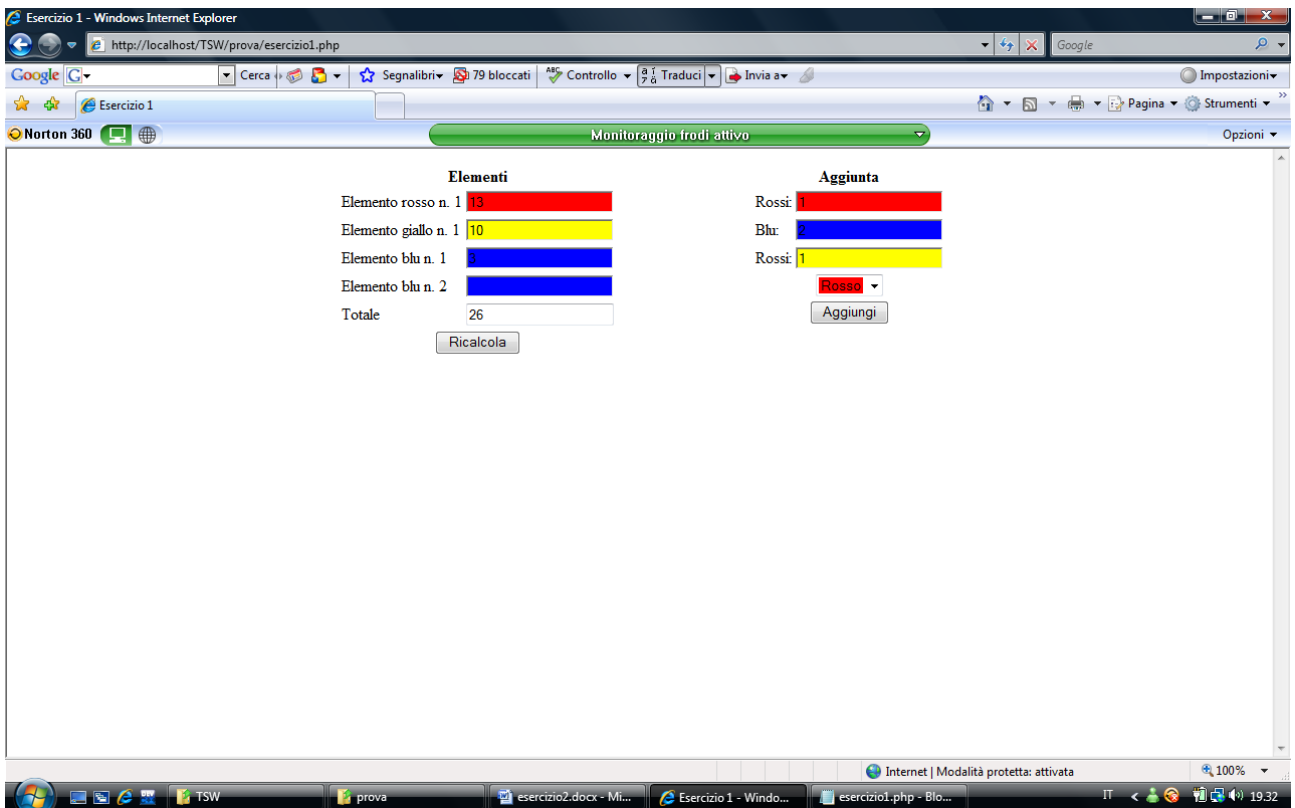 Esercizio 1 - Windows Internet Explorer
http://localhost/TSW/prova/esercizio1.php Google
Google G Cerca Segnalibri 79 bloccati Controllo Traduci Invia a Impostazioni
Esercizio 1 Pagina Strumenti
Norton 360 Monitoraggio frodi attivo Opzioni
Elementi Aggiunta
Elemento rosso n. 1 13 Rossi: 1
Elemento giallo n. 1 10 Blu: 2
Elemento blu n. 1 3 Rossi: 1
Elemento blu n. 2 Rosso
Totale 26 Aggiungi
Ricalcola
Internet | Modalità protetta: attivata 100%
TSW prova esercizio2.docx - Mi... Esercizio 1 - Windo... esercizio1.php - Blo... IT 19.32